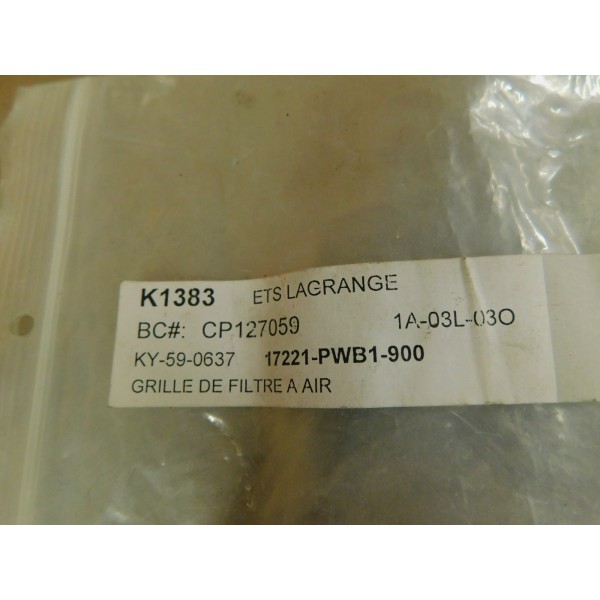 K1383 ETS LAGRANGE
BC#: CP127059 1A-03L-03O
KY-59-0637 17221-PWB1-900
GRILLE DE FILTRE A AIR